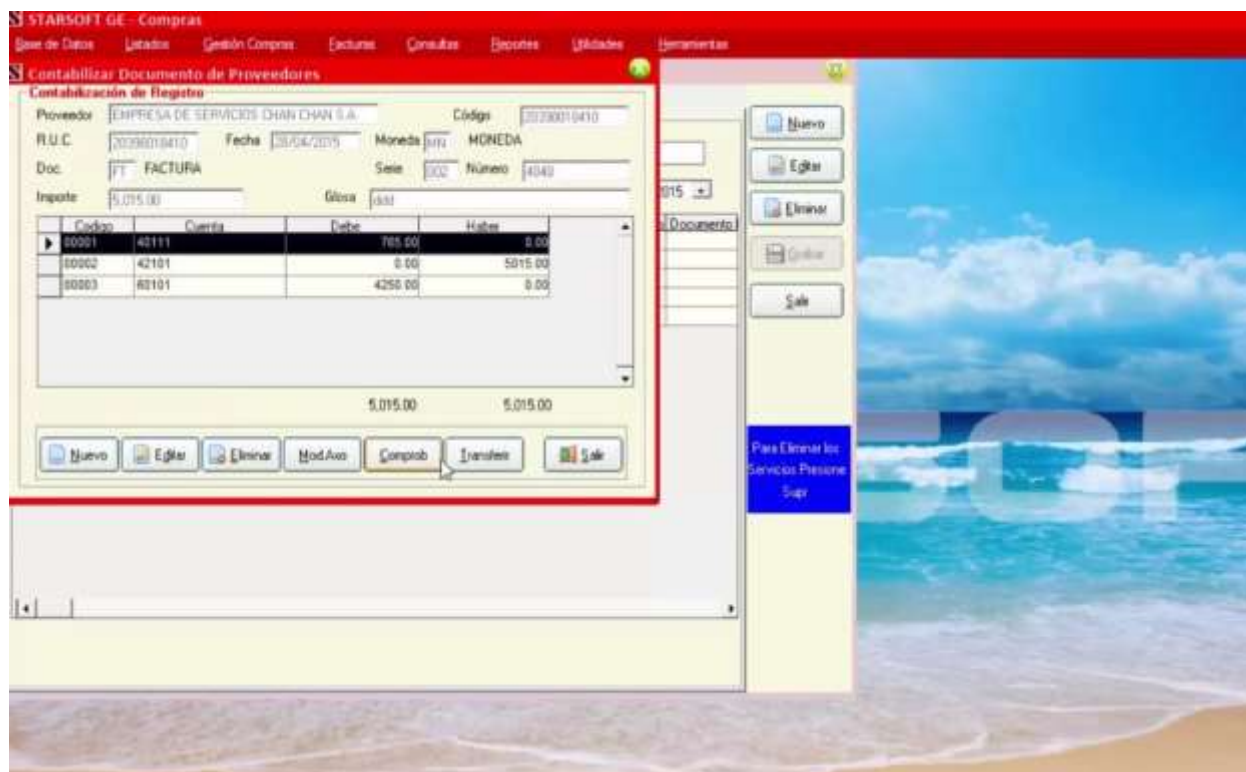 STARSOFT GE - Compras
Base de Datos Listados Gestión Compras Facturas Consultas Reportes Utilidades Herramientas
Contabilizar Documento de Proveedores
Contabilización de Registro
Proveedor EMPRESA DE SERVICIOS CHAN CHAN S.A. Código
R.U.C. Fecha 28/04/2015 Moneda MN MONEDA
Doc. FT FACTURA Serie 002 Número 4040
Importe 5,015.00 Glosa ddd
Codigo Cuenta Debe Haber
00001 40111 765.00 0.00
00002 42101 0.00 5015.00
00003 60101 4250.00 0.00
5,015.00 5,015.00
Nuevo Editar Eliminar Mod.Axo Comprob Transferir Salir
2015
Documento
Nuevo
Editar
Eliminar
Grabar
Salir
Para Eliminar los
Servicios Presione
Supr
SOF